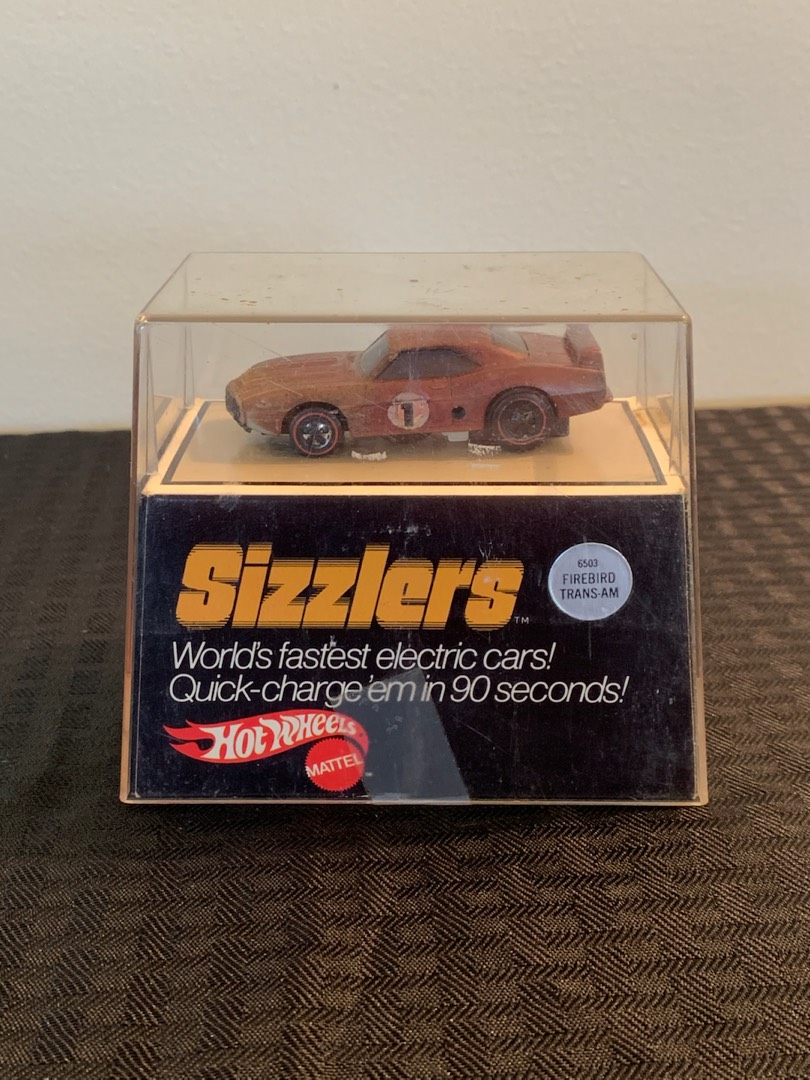 1
Sizzlers™
6503
FIREBIRD
TRANS-AM
World's fastest electric cars!
Quick-charge 'em in 90 seconds!
HOT WHEELS
MATTEL